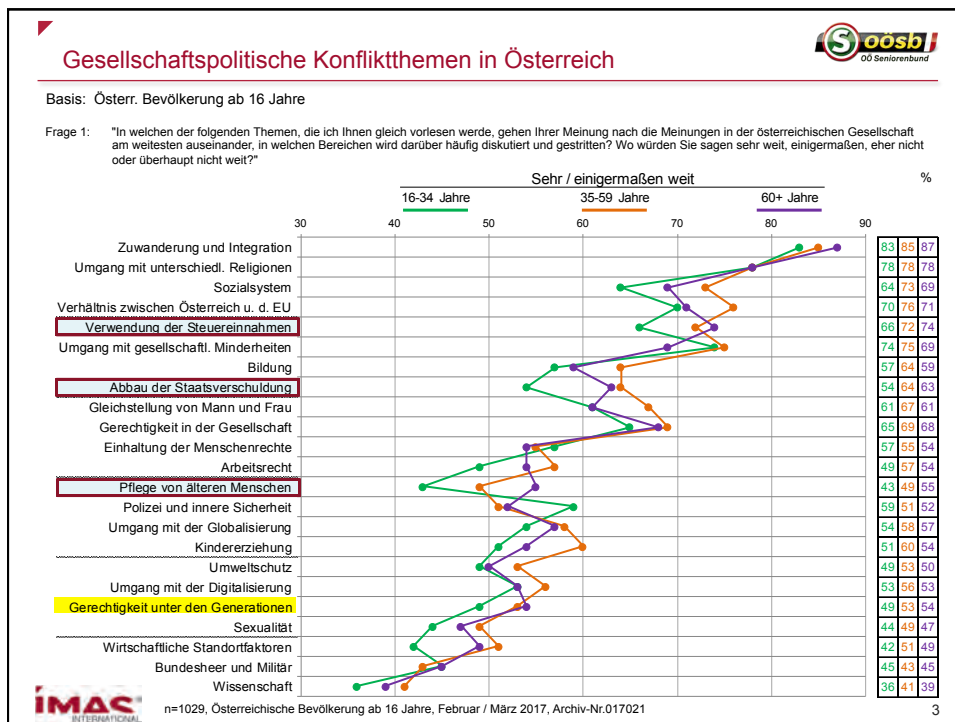 Gesellschaftspolitische Konfliktthemen in Österreich
S oösb
OÖ Seniorenbund
Basis: Österr. Bevölkerung ab 16 Jahre
Frage 1: "In welchen der folgenden Themen, die ich Ihnen gleich vorlesen werde, gehen Ihrer Meinung nach die Meinungen in der österreichischen Gesellschaft
am weitesten auseinander, in welchen Bereichen wird darüber häufig diskutiert und gestritten? Wo würden Sie sagen sehr weit, einigermaßen, eher nicht
oder überhaupt nicht weit?"
Sehr / einigermaßen weit %
16-34 Jahre 35-59 Jahre 60+ Jahre
30 40 50 60 70 80 90
Zuwanderung und Integration 83 85 87
Umgang mit unterschiedl. Religionen 78 78 78
Sozialsystem 64 73 69
Verhältnis zwischen Österreich u. d. EU 70 76 71
Verwendung der Steuereinnahmen 66 72 74
Umgang mit gesellschaftl. Minderheiten 74 75 69
Bildung 57 64 59
Abbau der Staatsverschuldung 54 64 63
Gleichstellung von Mann und Frau 61 67 61
Gerechtigkeit in der Gesellschaft 65 69 68
Einhaltung der Menschenrechte 57 55 54
Arbeitsrecht 49 57 54
Pflege von älteren Menschen 43 49 55
Polizei und innere Sicherheit 59 51 52
Umgang mit der Globalisierung 54 58 57
Kindererziehung 51 60 54
Umweltschutz 49 53 50
Umgang mit der Digitalisierung 53 56 53
Gerechtigkeit unter den Generationen 49 53 54
Sexualität 44 49 47
Wirtschaftliche Standortfaktoren 42 51 49
Bundesheer und Militär 45 43 45
Wissenschaft 36 41 39
iMAS
INTERNATIONAL
n=1029, Österreichische Bevölkerung ab 16 Jahre, Februar / März 2017, Archiv-Nr.017021 3